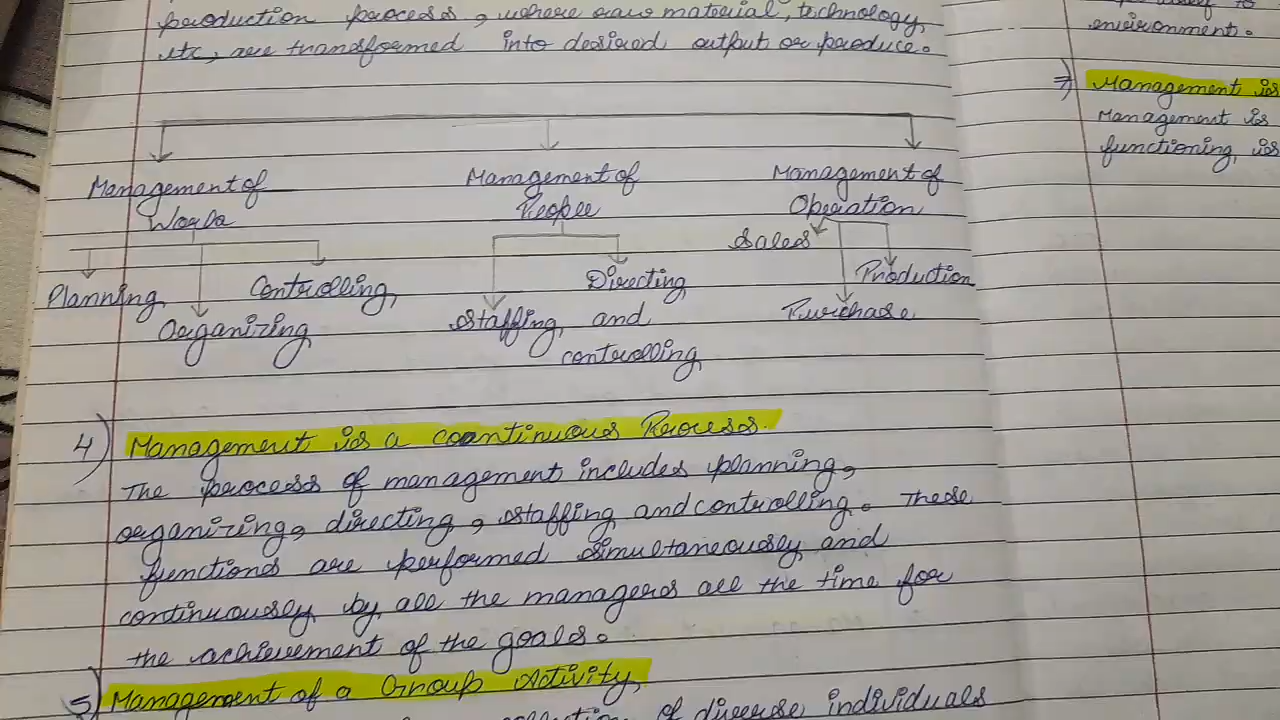 production process, where raw material, technology,
etc, are transformed into desired output or produce.
Management of
Works
Planning,
Organizing
Controlling,
Management of
People
Staffing, and
Directing
controlling
Management of
Operation
Sales
Purchase
Production
4) Management is a continuous Process.
The process of management includes planning,
organizing, directing, staffing and controlling. These
functions are performed simultaneously and
continuously by all the managers all the time for
the achievement of the goals.
5) Management of a Group Activity
of diverse individuals
to
environment.
7) Management is
Management is
functioning, is